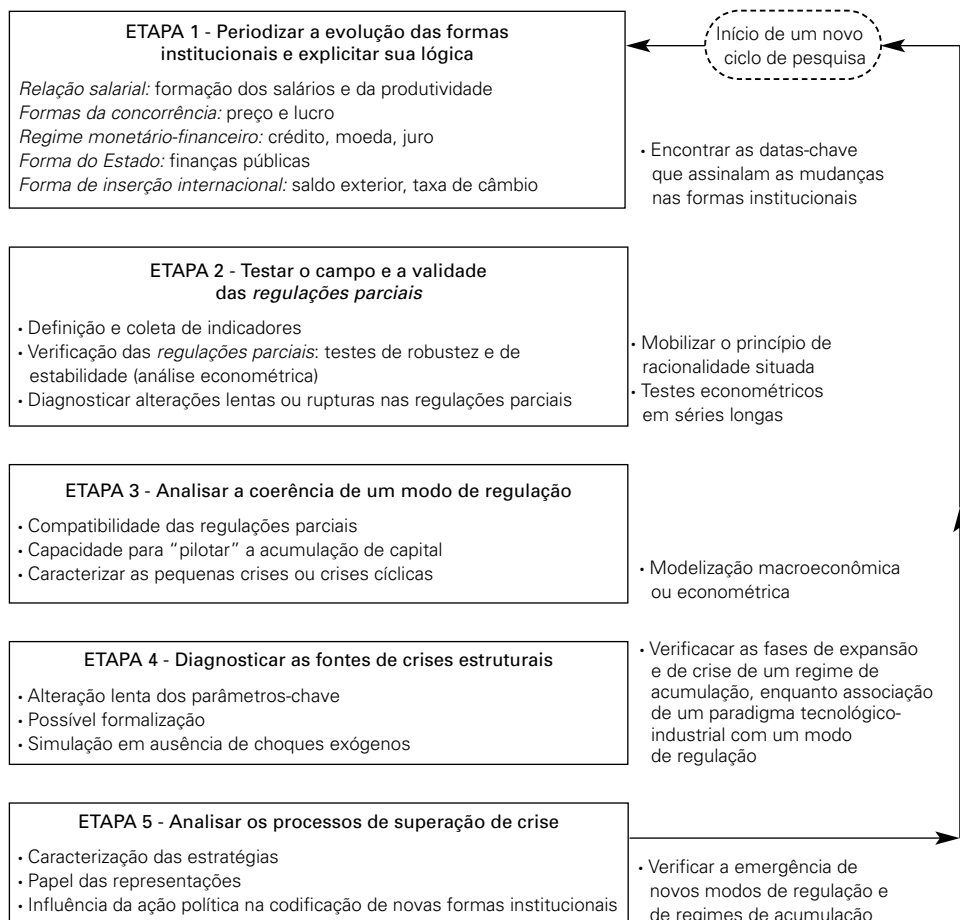 ETAPA 1 - Periodizar a evolução das formas
institucionais e explicitar sua lógica
Relação salarial: formação dos salários e da produtividade
Formas da concorrência: preço e lucro
Regime monetário-financeiro: crédito, moeda, juro
Forma do Estado: finanças públicas
Forma de inserção internacional: saldo exterior, taxa de câmbio
Início de um novo
ciclo de pesquisa
• Encontrar as datas-chave
que assinalam as mudanças
nas formas institucionais
ETAPA 2 - Testar o campo e a validade
das regulações parciais
• Definição e coleta de indicadores
• Verificação das regulações parciais: testes de robustez e de
estabilidade (análise econométrica)
• Diagnosticar alterações lentas ou rupturas nas regulações parciais
• Mobilizar o princípio de
racionalidade situada
• Testes econométricos
em séries longas
ETAPA 3 - Analisar a coerência de um modo de regulação
• Compatibilidade das regulações parciais
• Capacidade para “pilotar” a acumulação de capital
• Caracterizar as pequenas crises ou crises cíclicas
• Modelização macroeconômica
ou econométrica
ETAPA 4 - Diagnosticar as fontes de crises estruturais
• Alteração lenta dos parâmetros-chave
• Possível formalização
• Simulação em ausência de choques exógenos
• Verificacar as fases de expansão
e de crise de um regime de
acumulação, enquanto associação
de um paradigma tecnológico-
industrial com um modo
de regulação
ETAPA 5 - Analisar os processos de superação de crise
• Caracterização das estratégias
• Papel das representações
• Influência da ação política na codificação de novas formas institucionais
• Verificar a emergência de
novos modos de regulação e
de regimes de acumulação